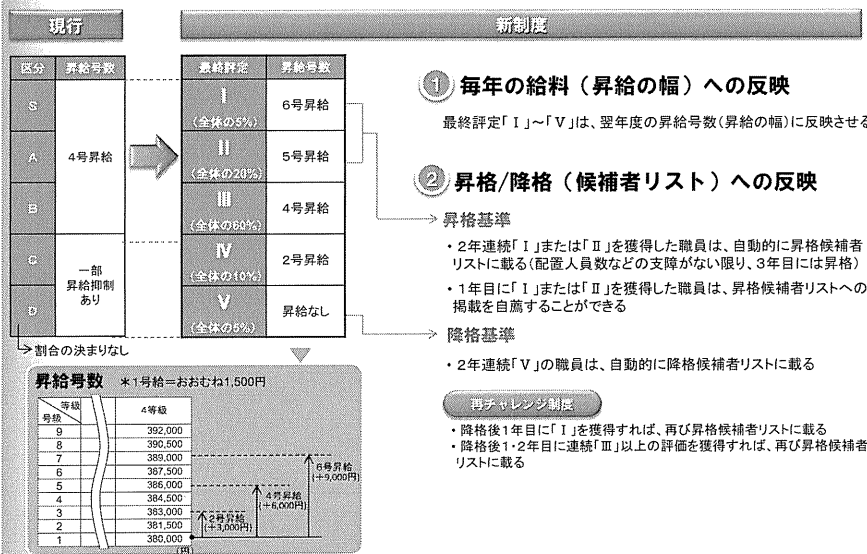 現行
新制度
区分 昇給号数
S
A
B
C
D
4号昇給
一部
昇給抑制
あり
割合の決まりなし
最終評定 昇給号数
Ⅰ
(全体の5%)
6号昇給
Ⅱ
(全体の20%)
5号昇給
Ⅲ
(全体の60%)
4号昇給
Ⅳ
(全体の10%)
2号昇給
Ⅴ
(全体の5%)
昇給なし
① 毎年の給料（昇給の幅）への反映
最終評定「Ⅰ」～「Ⅴ」は、翌年度の昇給号数(昇給の幅)に反映させる
② 昇格/降格（候補者リスト）への反映
昇格基準
・2年連続「Ⅰ」または「Ⅱ」を獲得した職員は、自動的に昇格候補者
リストに載る(配置人員数などの支障がない限り、3年目には昇格)
・1年目に「Ⅰ」または「Ⅱ」を獲得した職員は、昇格候補者リストへの
掲載を自薦することができる
降格基準
・2年連続「Ⅴ」の職員は、自動的に降格候補者リストに載る
再チャレンジ制度
・降格後1年目に「Ⅰ」を獲得すれば、再び昇格候補者リストに載る
・降格後1・2年目に連続「Ⅲ」以上の評価を獲得すれば、再び昇格候補者
リストに載る
昇給号数 ＊1号給＝おおむね1,500円
等級
号級
4等級
9 392,000
8 390,500
7 389,000
6 387,500
5 386,000
4 384,500
3 383,000
2 381,500
1 380,000
(円)
2号昇給
(＋3,000円)
4号昇給
(＋6,000円)
6号昇給
(＋9,000円)